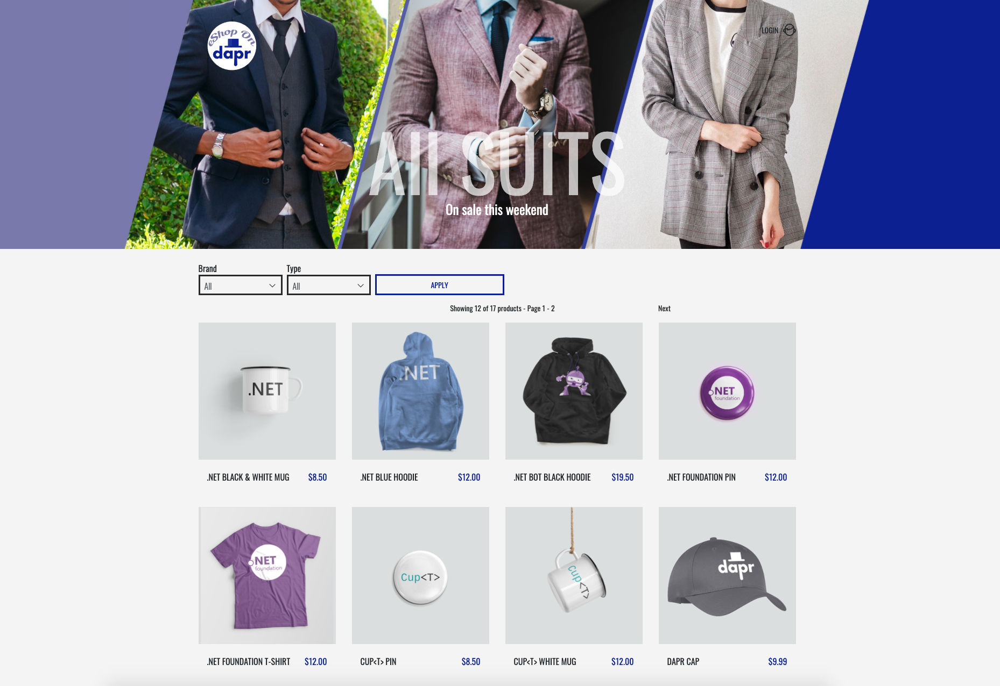 eShop On
dapr
LOGIN
All SUITS
On sale this weekend
Brand
Type
All
All
APPLY
Showing 12 of 17 products - Page 1 - 2
Next
.NET
.NET
.NET
foundation
.NET BLACK & WHITE MUG
$8.50
.NET BLUE HOODIE
$12.00
.NET BOT BLACK HOODIE
$19.50
.NET FOUNDATION PIN
$12.00
.NET
foundation
Cup<T>
Cup<T>
dapr
.NET FOUNDATION T-SHIRT
$12.00
CUP<T> PIN
$8.50
CUP<T> WHITE MUG
$12.00
DAPR CAP
$9.99